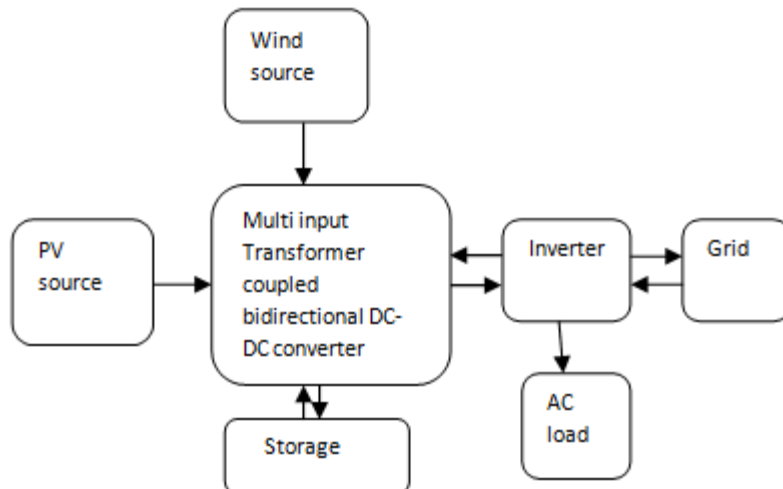 Wind
source
PV
source
Multi input
Transformer
coupled
bidirectional DC-
DC converter
Inverter
Grid
Storage
AC
load